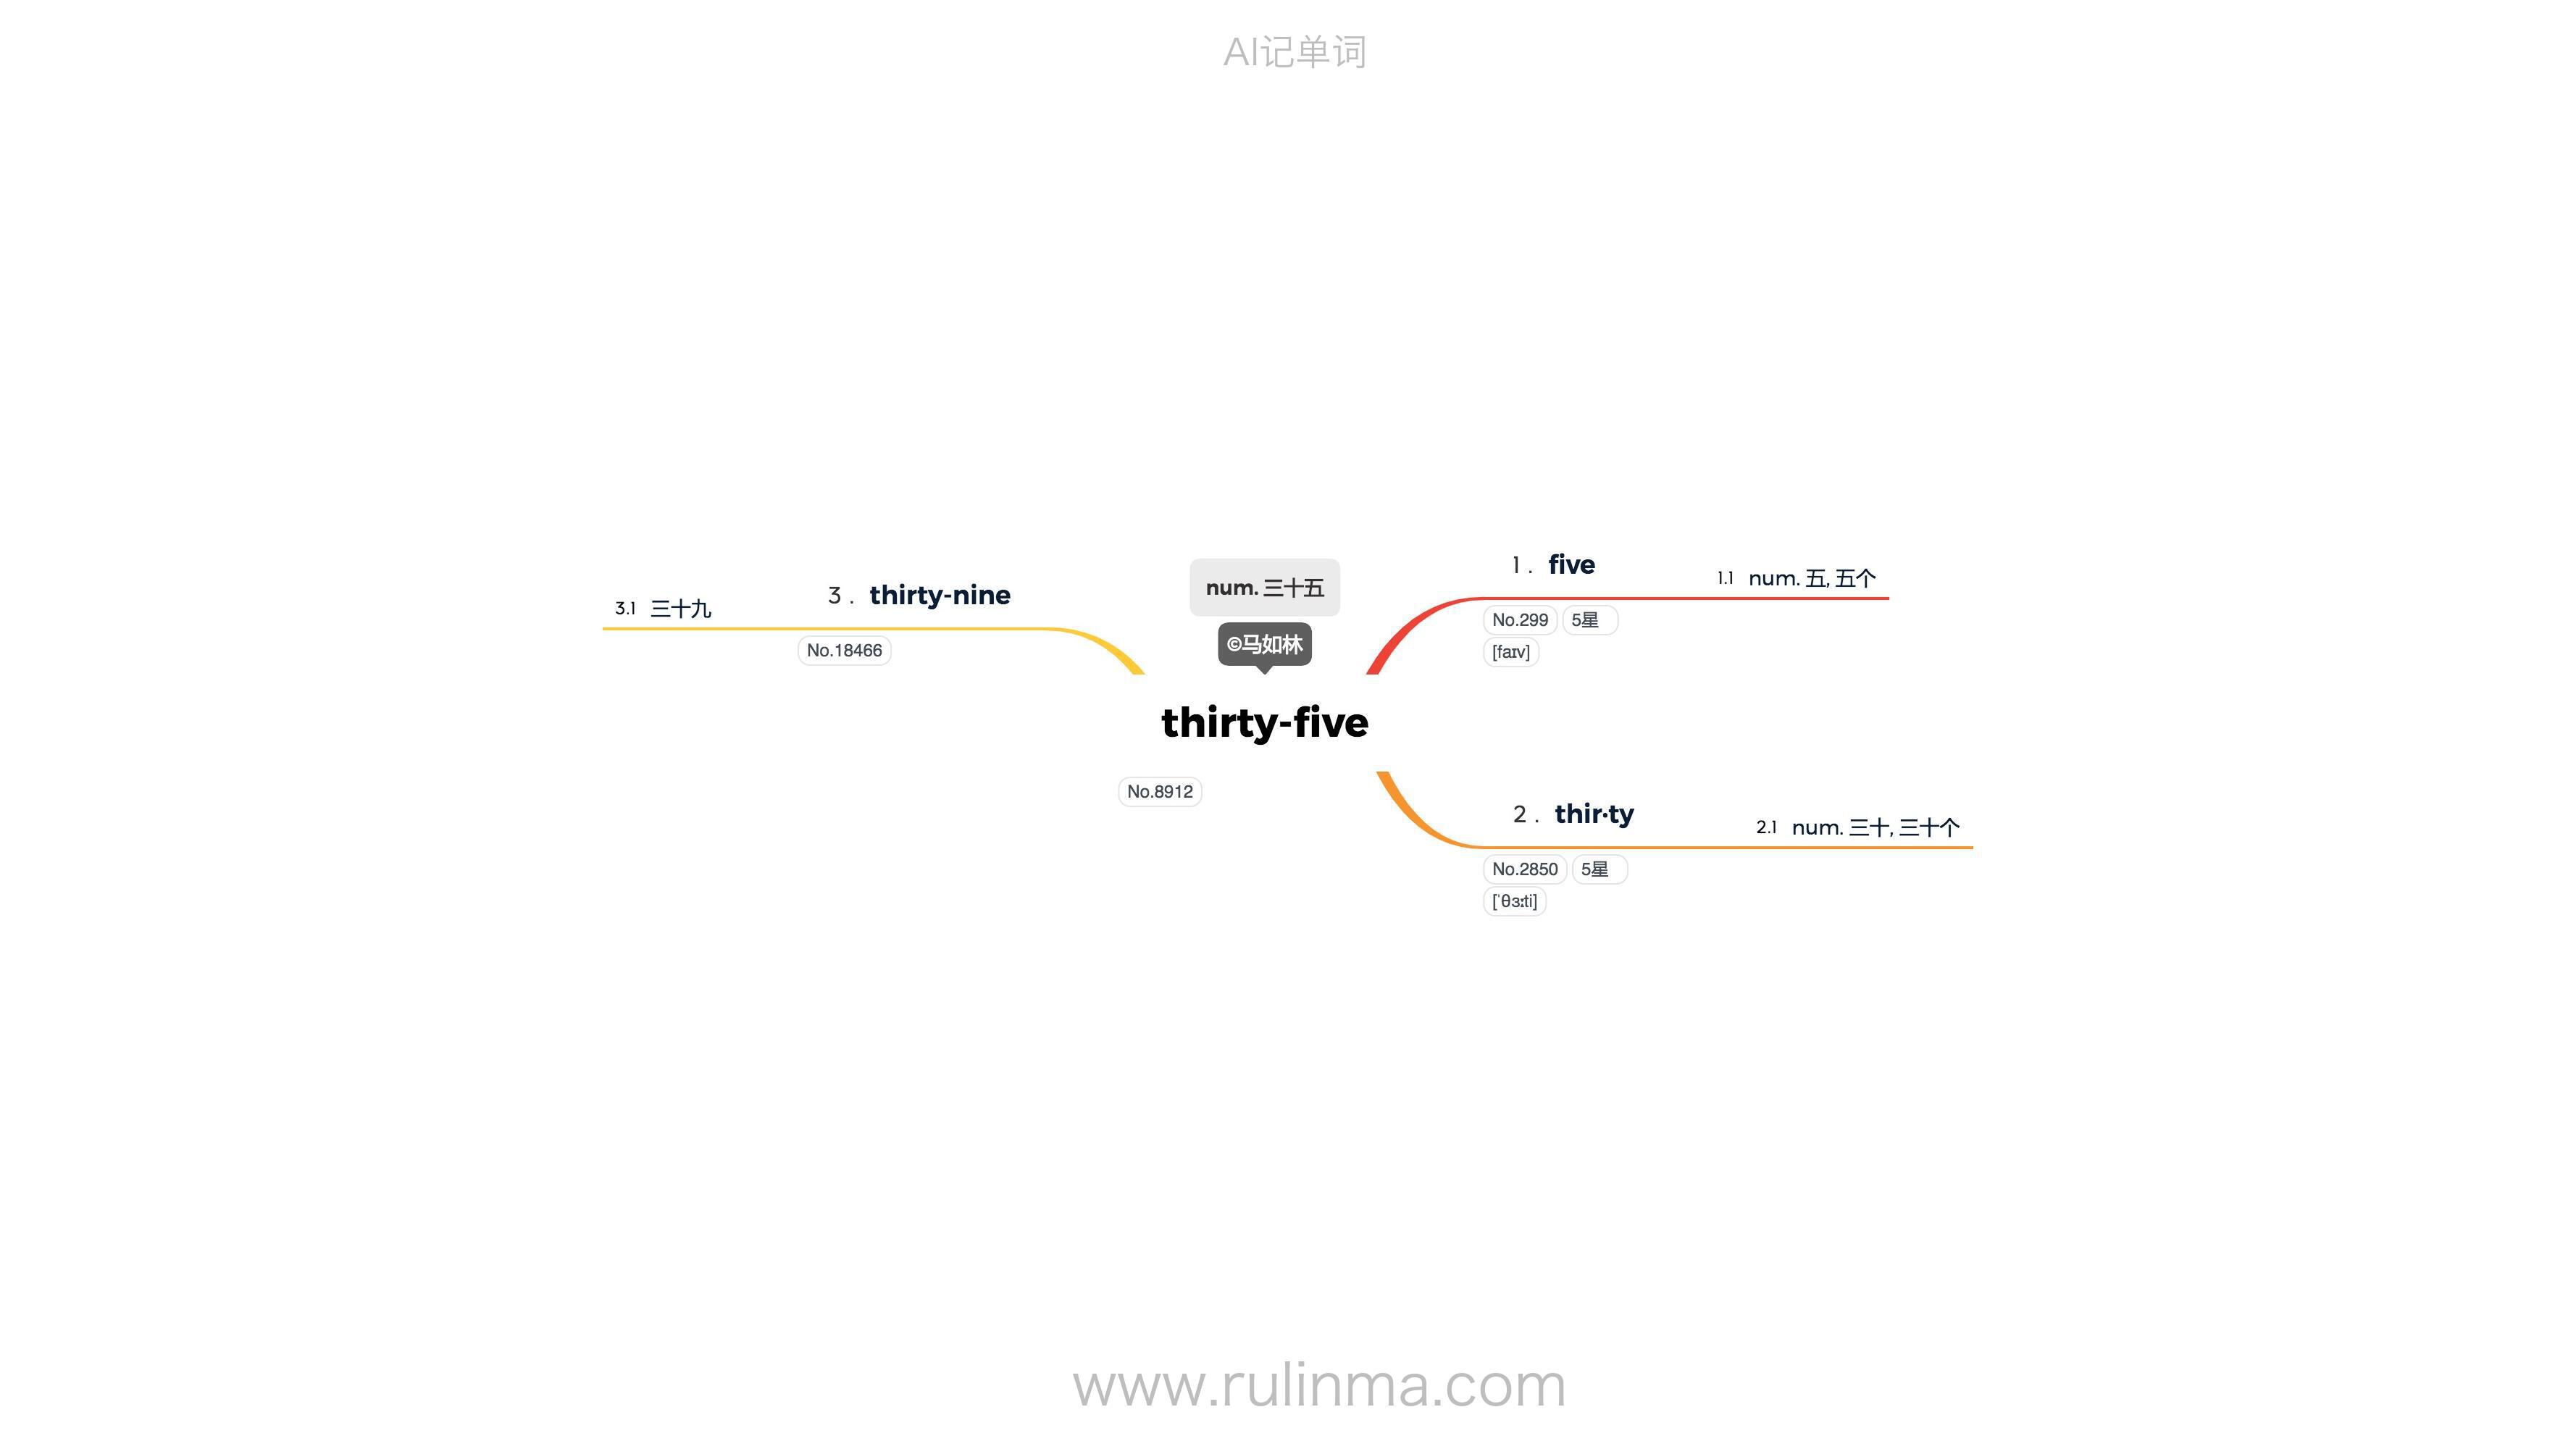 AI记单词
num. 三十五
©马如林
thirty-five
No.8912
1 . five
1.1 num. 五, 五个
No.299 5星
[faɪv]
2 . thir·ty
2.1 num. 三十, 三十个
No.2850 5星
[ˈθɜːti]
3 . thirty-nine
3.1 三十九
No.18466
www.rulinma.com